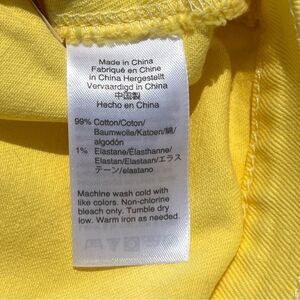 Made in China
Fabriqué en Chine
in China Hergestellt
Vervaardigd in China
中国製
Hecho en China
99% Cotton/Coton/
Baumwolle/Katoen/綿/
algodón
1% Elastane/Élasthanne/
Elastan/Elastaan/エラス
テーン/elastano
Machine wash cold with
like colors. Non-chlorine
bleach only. Tumble dry
low. Warm iron as needed.